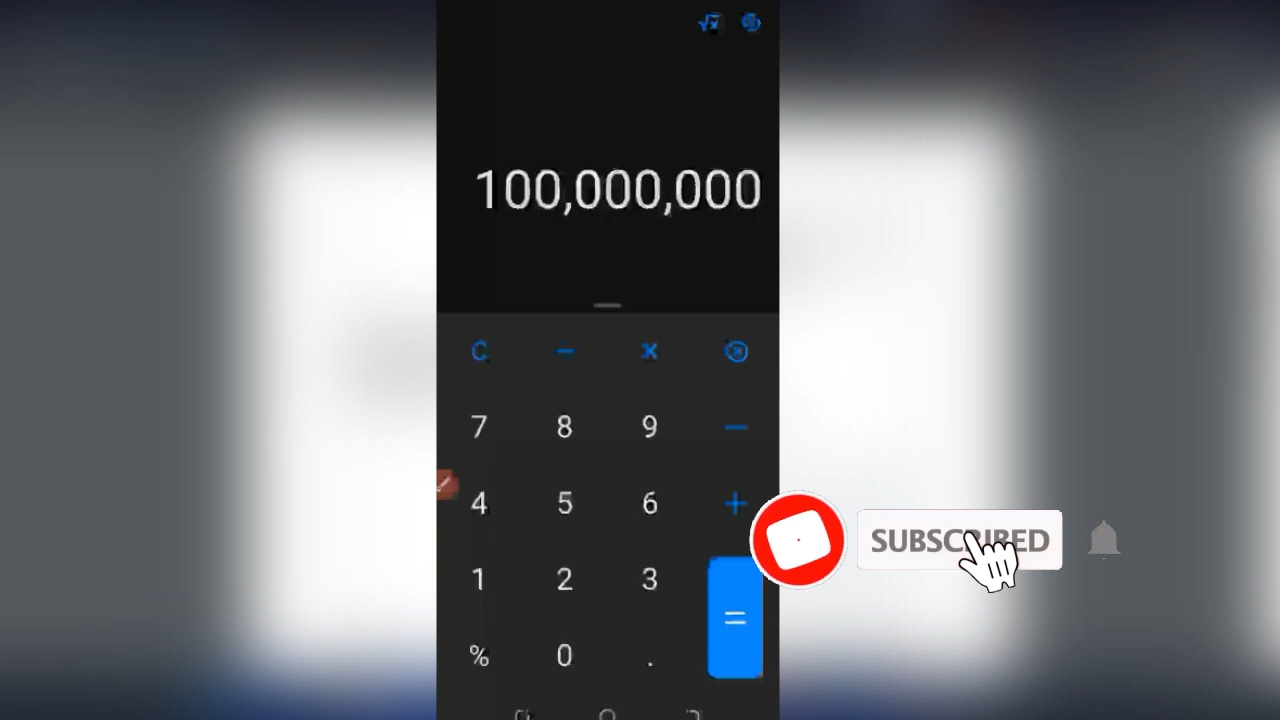 √x
100,000,000
C − × 
7 8 9 −
4 5 6 +
SUBSCRIBED
1 2 3 =
% 0 .